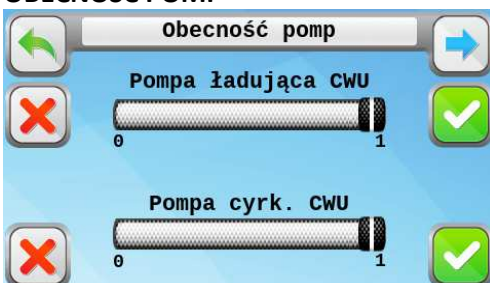 OBECNOŚĆ POMP
Obecność pomp
Pompa ładująca CWU
0 1
Pompa cyrk. CWU
0 1